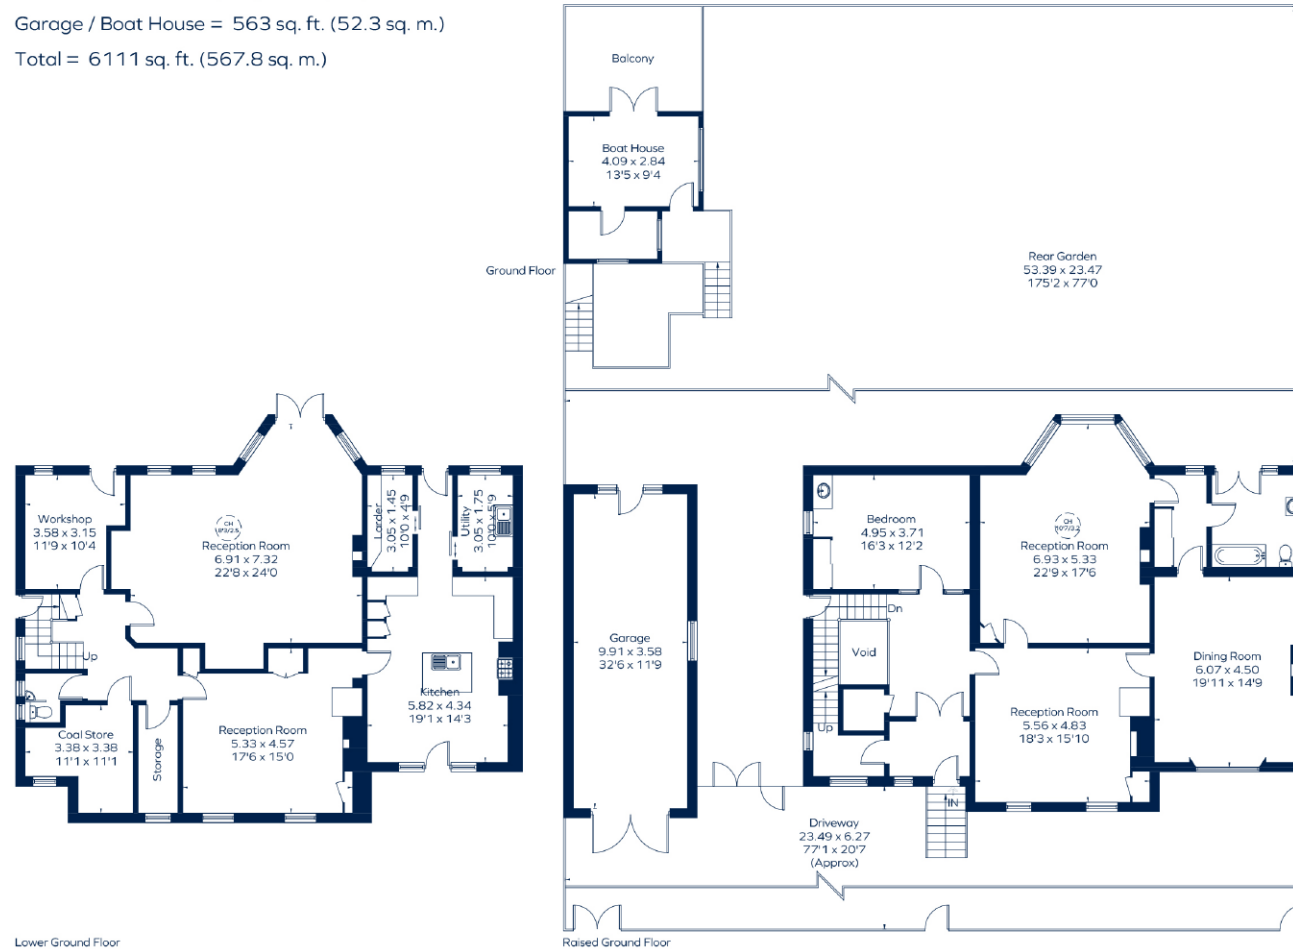 Garage / Boat House = 563 sq. ft. (52.3 sq. m.)
Total = 6111 sq. ft. (567.8 sq. m.)
Balcony
Boat House
4.09 x 2.84
13'5 x 9'4
Ground Floor
Rear Garden
53.39 x 23.47
175'2 x 77'0
Workshop
3.58 x 3.15
11'9 x 10'4
CH
Reception Room
6.91 x 7.32
22'8 x 24'0
Larder
3.05 x 1.45
10'0 x 4'9
Utility
3.05 x 1.75
10'0 x 5'9
Up
Kitchen
5.82 x 4.34
19'1 x 14'3
Coal Store
3.38 x 3.38
11'1 x 11'1
Storage
Reception Room
5.33 x 4.57
17'6 x 15'0
Lower Ground Floor
Garage
9.91 x 3.58
32'6 x 11'9
Bedroom
4.95 x 3.71
16'3 x 12'2
CH
Reception Room
6.93 x 5.33
22'9 x 17'6
Dn
Void
Up
Dining Room
6.07 x 4.50
19'11 x 14'9
Reception Room
5.56 x 4.83
18'3 x 15'10
IN
Driveway
23.49 x 6.27
77'1 x 20'7
(Approx)
Raised Ground Floor